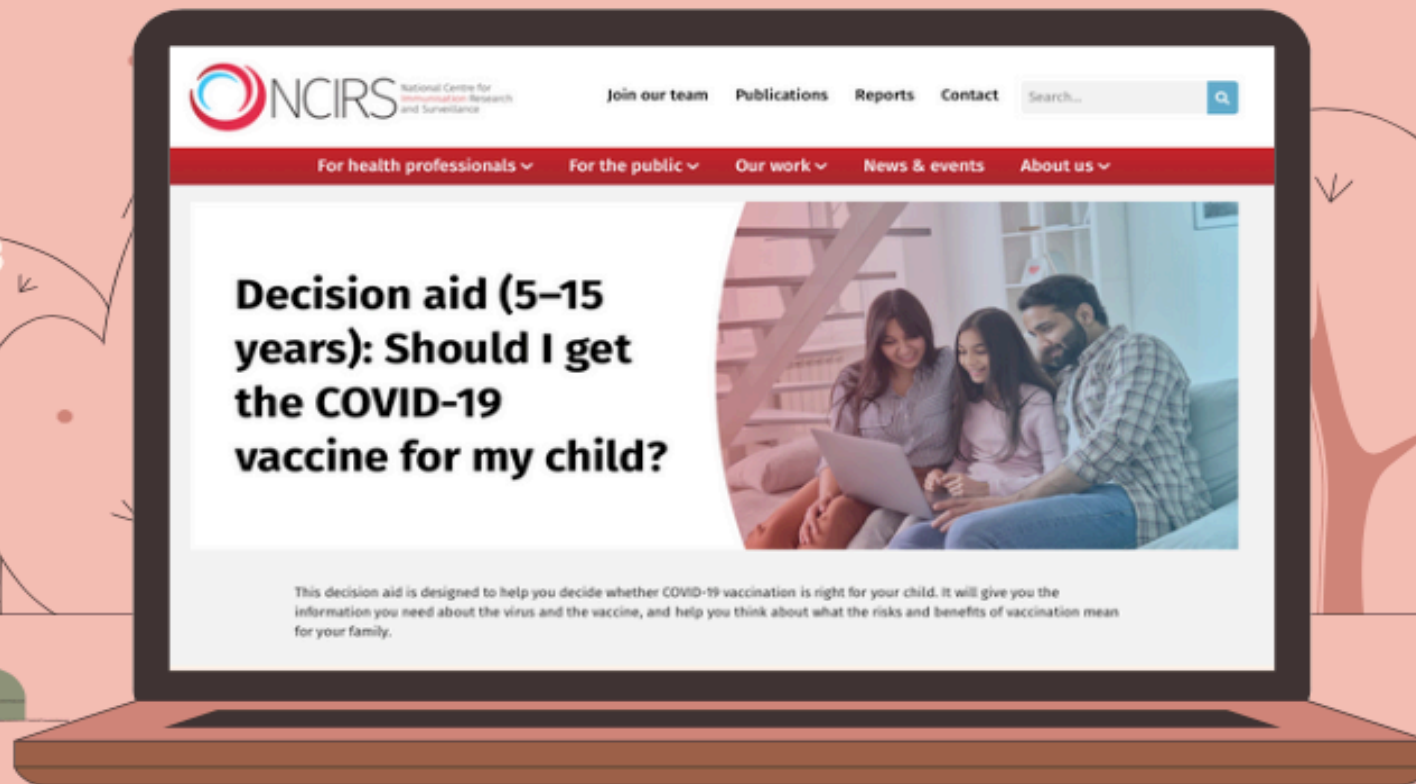 NCIRS
National Centre for
Immunisation Research
and Surveillance
Join our team Publications Reports Contact Search...
For health professionals For the public Our work News & events About us
Decision aid (5–15
years): Should I get
the COVID-19
vaccine for my child?
This decision aid is designed to help you decide whether COVID-19 vaccination is right for your child. It will give you the
information you need about the virus and the vaccine, and help you think about what the risks and benefits of vaccination mean
for your family.